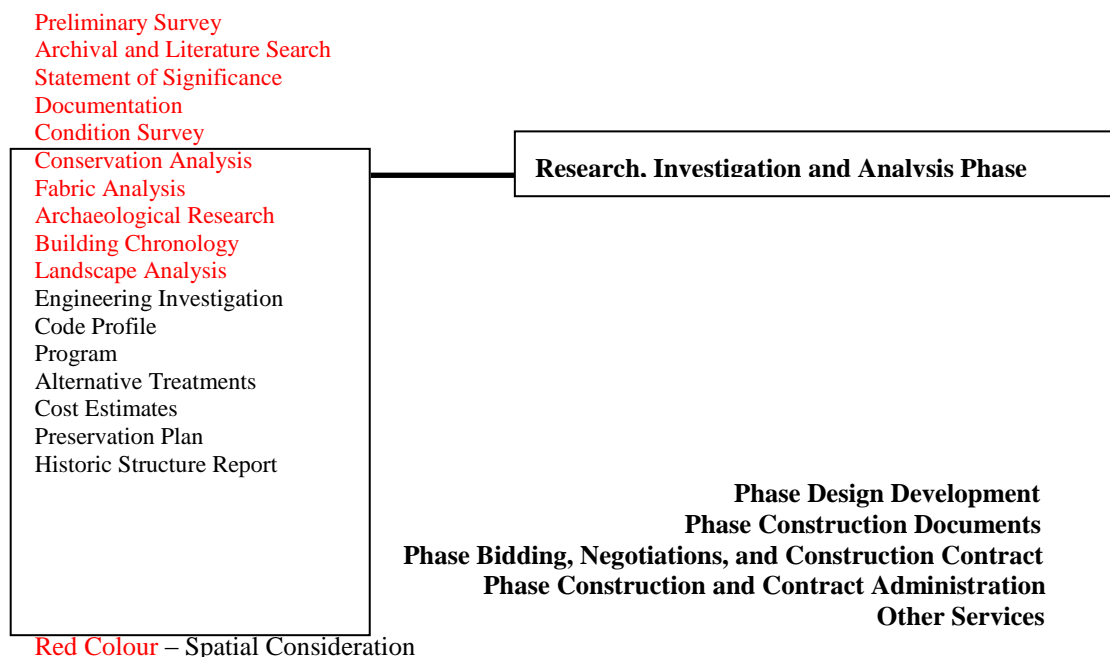 Preliminary Survey
Archival and Literature Search
Statement of Significance
Documentation
Condition Survey
Conservation Analysis
Fabric Analysis
Archaeological Research
Building Chronology
Landscape Analysis
Engineering Investigation
Code Profile
Program
Alternative Treatments
Cost Estimates
Preservation Plan
Historic Structure Report
Research, Investigation and Analysis Phase
Phase Design Development
Phase Construction Documents
Phase Bidding, Negotiations, and Construction Contract
Phase Construction and Contract Administration
Other Services
Red Colour – Spatial Consideration